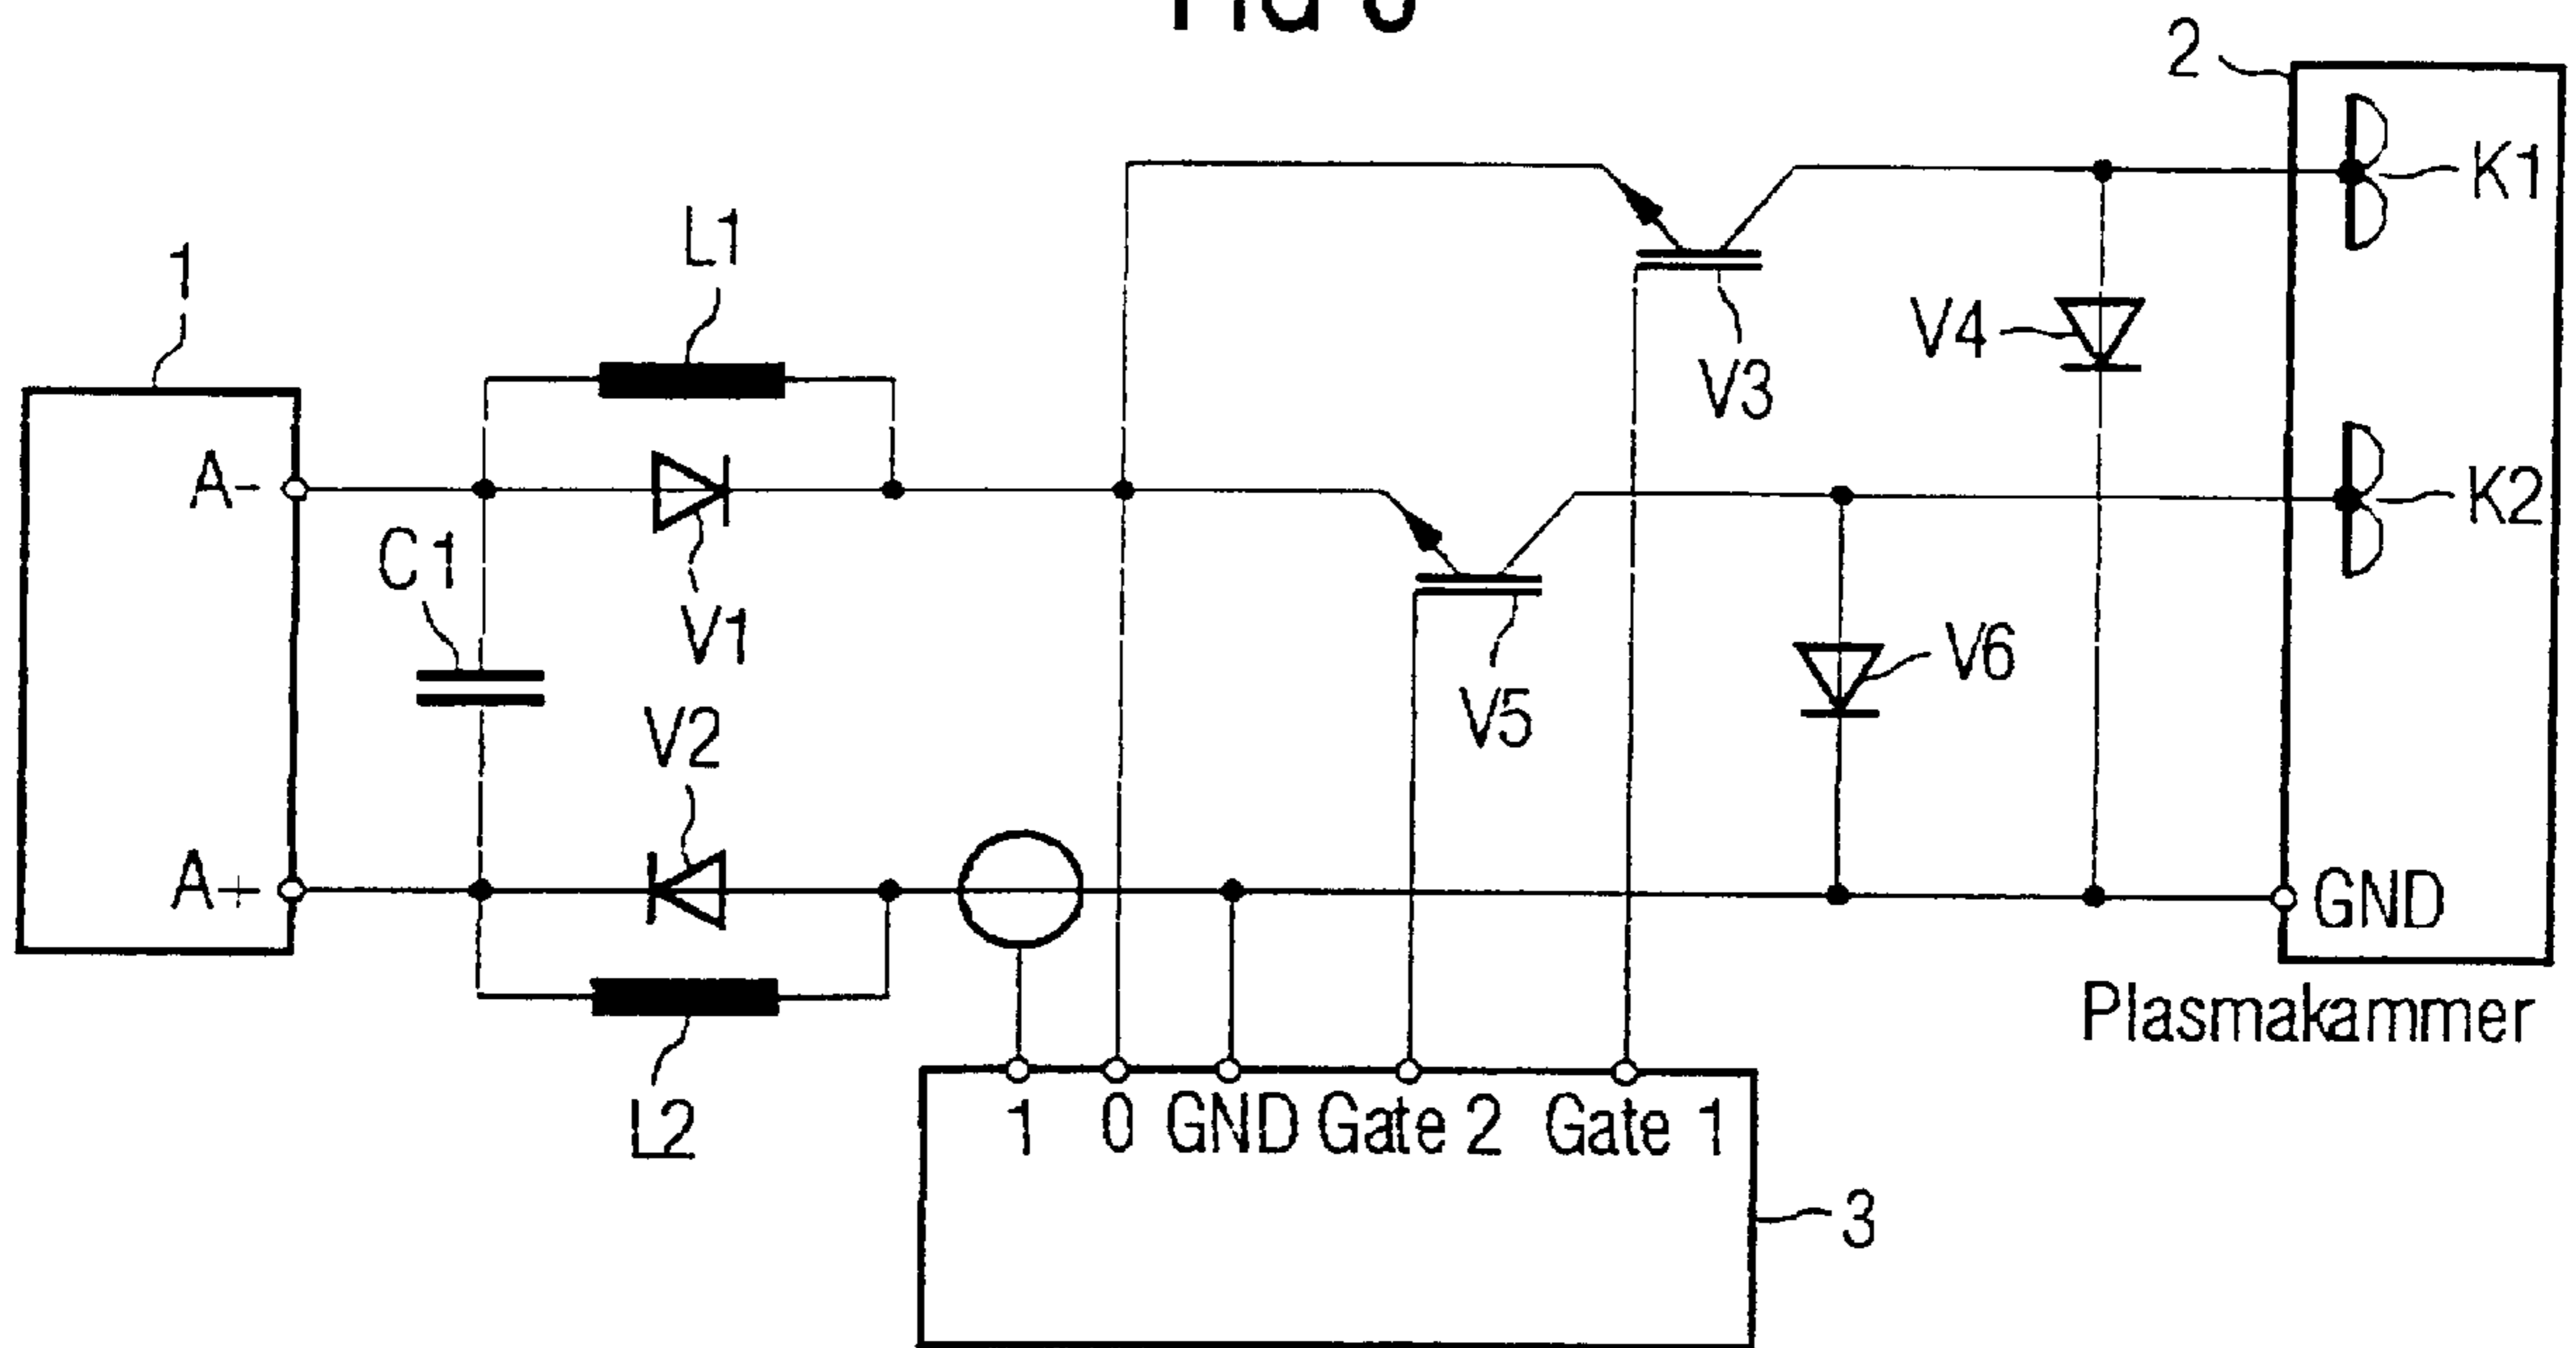 2
K1
L1
1
V4
V3
A-
K2
C1
V1
V6
V2
V5
A+
GND
Plasmakammer
L2
1 0 GND Gate 2 Gate 1
3